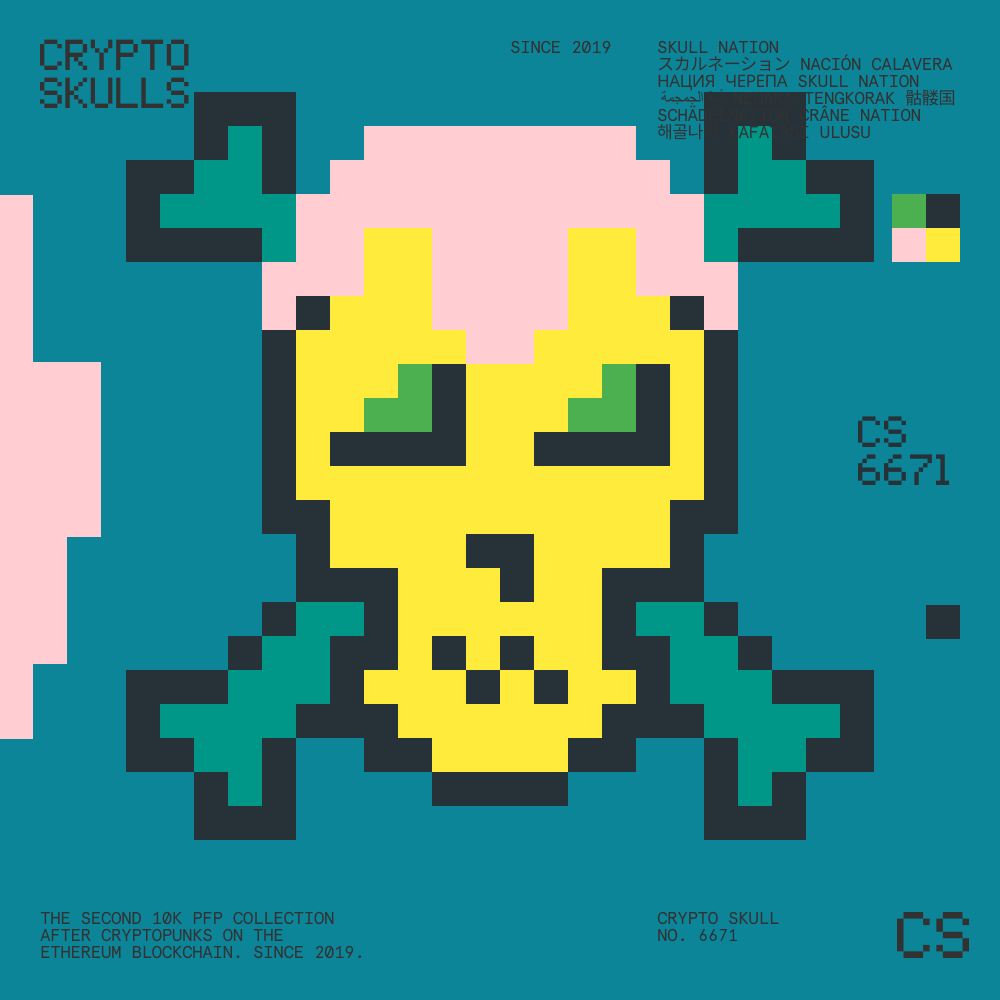 CRYPTO
SKULLS
SINCE 2019
SKULL NATION
スカルネーション NACIÓN CALAVERA
НАЦИЯ ЧЕРЕПА SKULL NATION
TENGKORAK 骷髅国
CRÂNE NATION
ULUSU
CS
6671
THE SECOND 10K PFP COLLECTION
AFTER CRYPTOPUNKS ON THE
ETHEREUM BLOCKCHAIN. SINCE 2019.
CRYPTO SKULL
NO. 6671
CS